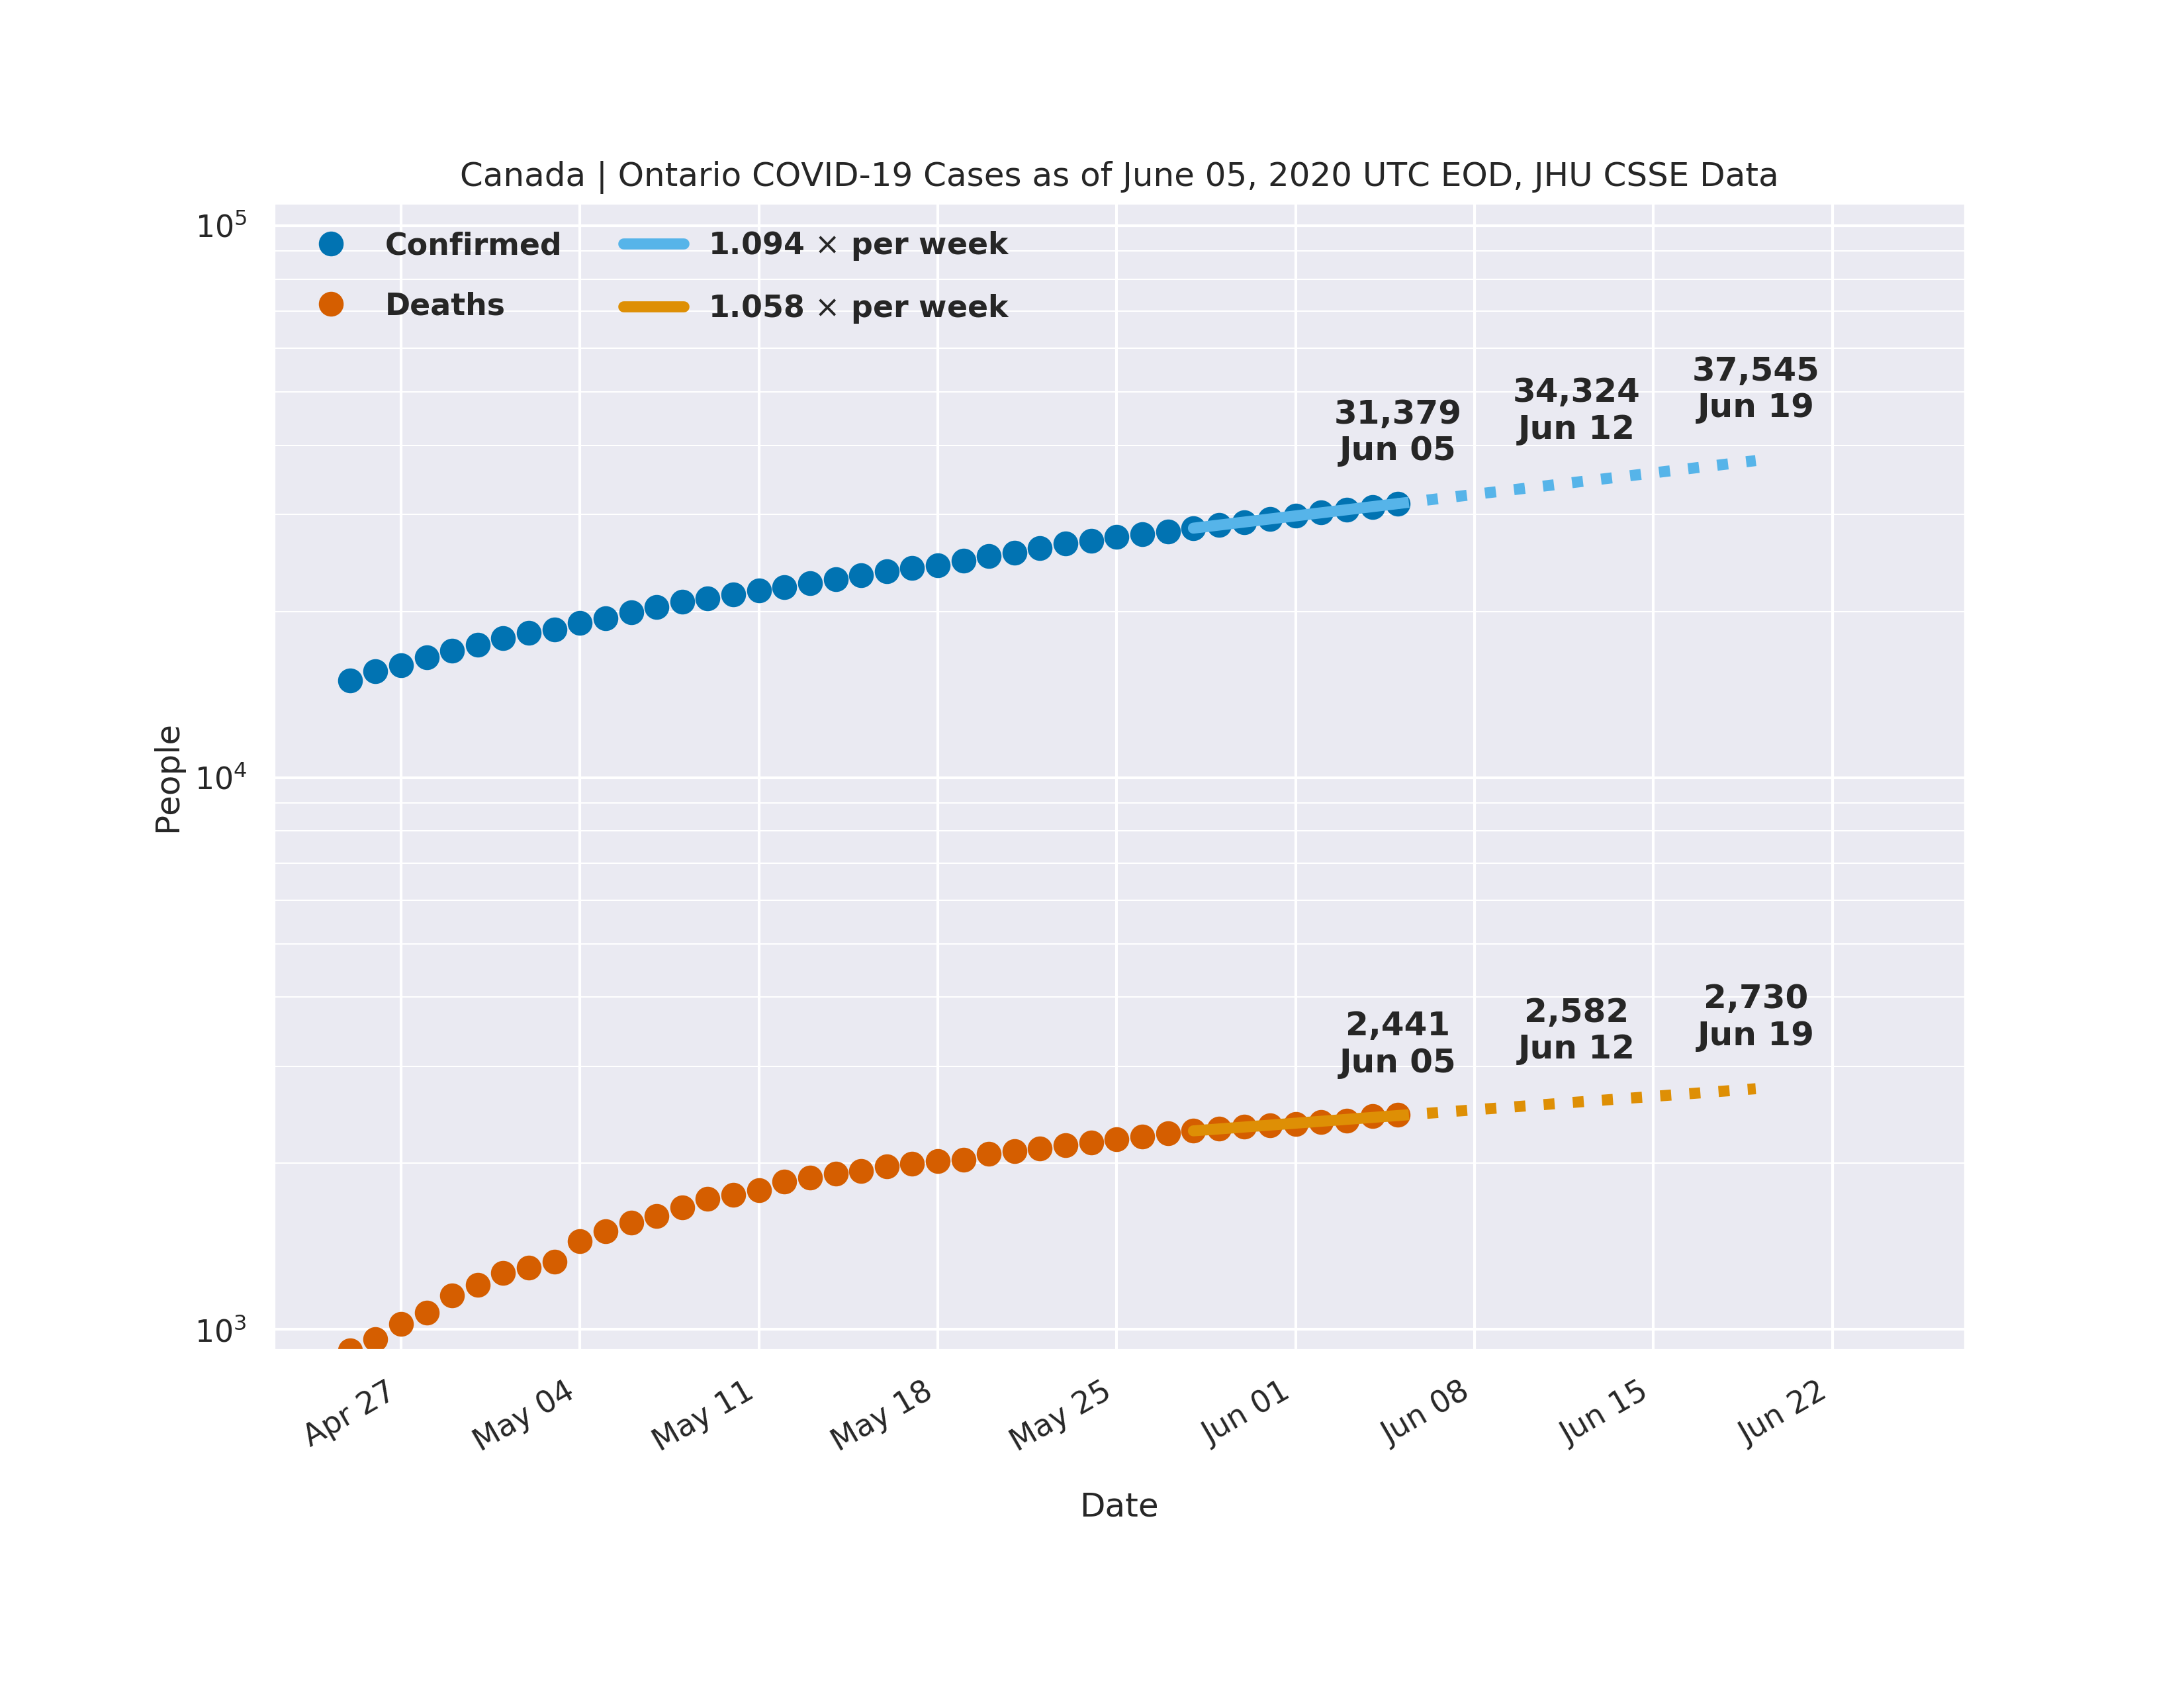 Canada | Ontario COVID-19 Cases as of June 05, 2020 UTC EOD, JHU CSSE Data
10⁵
Confirmed
1.094 × per week
Deaths
1.058 × per week
37,545
Jun 19
34,324
Jun 12
31,379
Jun 05
People
10⁴
2,730
Jun 19
2,582
Jun 12
2,441
Jun 05
10³
Apr 27
May 04
May 11
May 18
May 25
Jun 01
Jun 08
Jun 15
Jun 22
Date